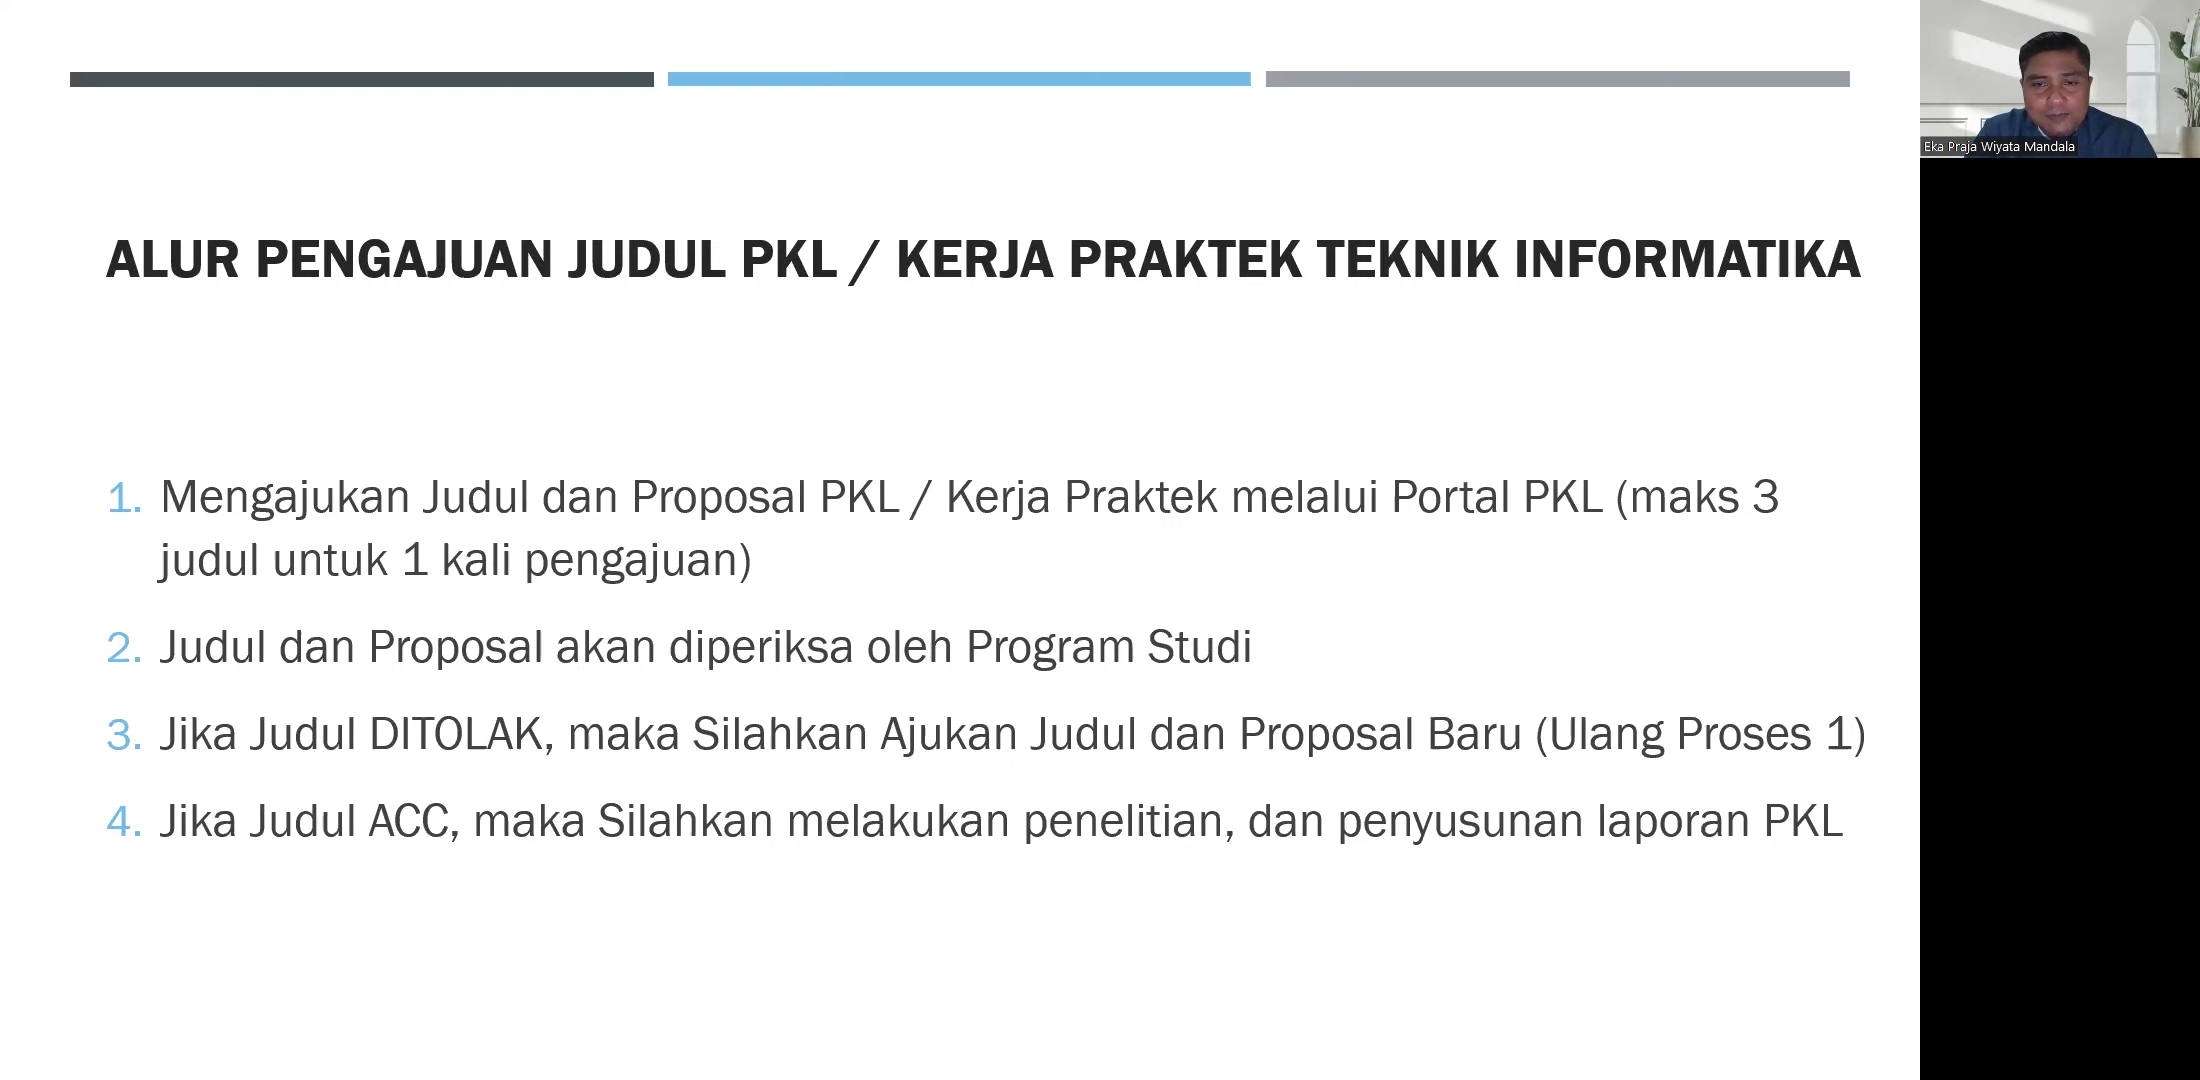 ALUR PENGAJUAN JUDUL PKL / KERJA PRAKTEK TEKNIK INFORMATIKA
1. Mengajukan Judul dan Proposal PKL / Kerja Praktek melalui Portal PKL (maks 3
judul untuk 1 kali pengajuan)
2. Judul dan Proposal akan diperiksa oleh Program Studi
3. Jika Judul DITOLAK, maka Silahkan Ajukan Judul dan Proposal Baru (Ulang Proses 1)
4. Jika Judul ACC, maka Silahkan melakukan penelitian, dan penyusunan laporan PKL
Eka Praja Wiyata Mandala